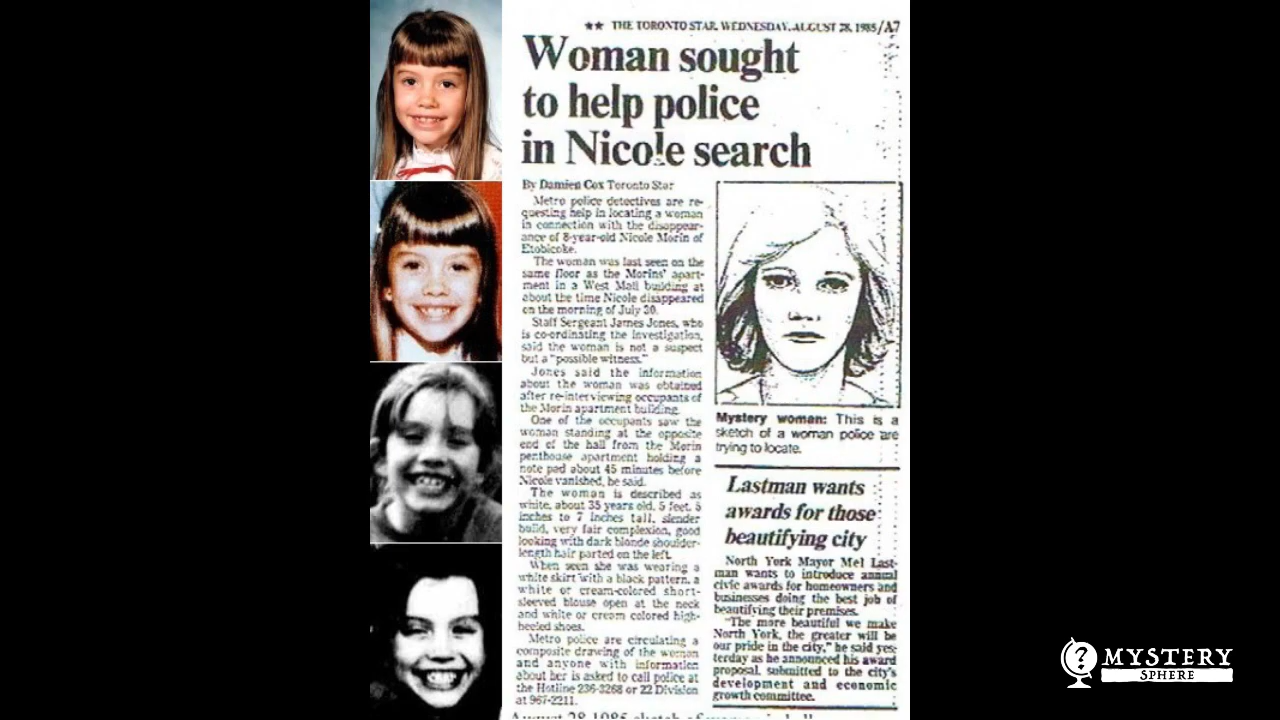 ★★ THE TORONTO STAR, WEDNESDAY, AUGUST 28, 1985/A7
Woman sought
to help police
in Nicole search
By Damien Cox Toronto Star
Metro police detectives are re-
questing help in locating a woman
in connection with the disappear-
ance of 8-year-old Nicole Morin of
Etobicoke.
The woman was last seen on the
same floor as the Morins' apart-
ment in a West Mall building at
about the time Nicole disappeared
on the morning of July 30.
Staff Sergeant James Jones, who
is co-ordinating the investigation,
said the woman is not a suspect
but a "possible witness."
Jones said the information
about the woman was obtained
after re-interviewing occupants of
the Morin apartment building.
One of the occupants saw the
woman standing at the opposite
end of the hall from the Morin
penthouse apartment holding a
note pad about 45 minutes before
Nicole vanished, he said.
The woman is described as
white, about 35 years old, 5 feet, 5
inches to 7 inches tall, slender
build, very fair complexion, good
looking with dark blonde shoulder-
length hair parted on the left.
When seen she was wearing a
white skirt with a black pattern, a
white or cream-colored short-
sleeved blouse open at the neck
and white or cream colored high-
heeled shoes.
Metro police are circulating a
composite drawing of the woman
and anyone with information
about her is asked to call police at
the Hotline 236-3268 or 22 Division
at 967-2211.
Mystery woman: This is a
sketch of a woman police are
trying to locate.
Lastman wants
awards for those
beautifying city
North York Mayor Mel Last-
man wants to introduce annual
civic awards for homeowners and
businesses doing the best job of
beautifying their premises.
"The more beautiful we make
North York, the greater will be
our pride in the city," he said yes-
terday as he announced his award
proposal, submitted to the city's
development and economic
growth committee.
August 28 1985 sketch of woman in hall
?
MYSTERY
SPHERE